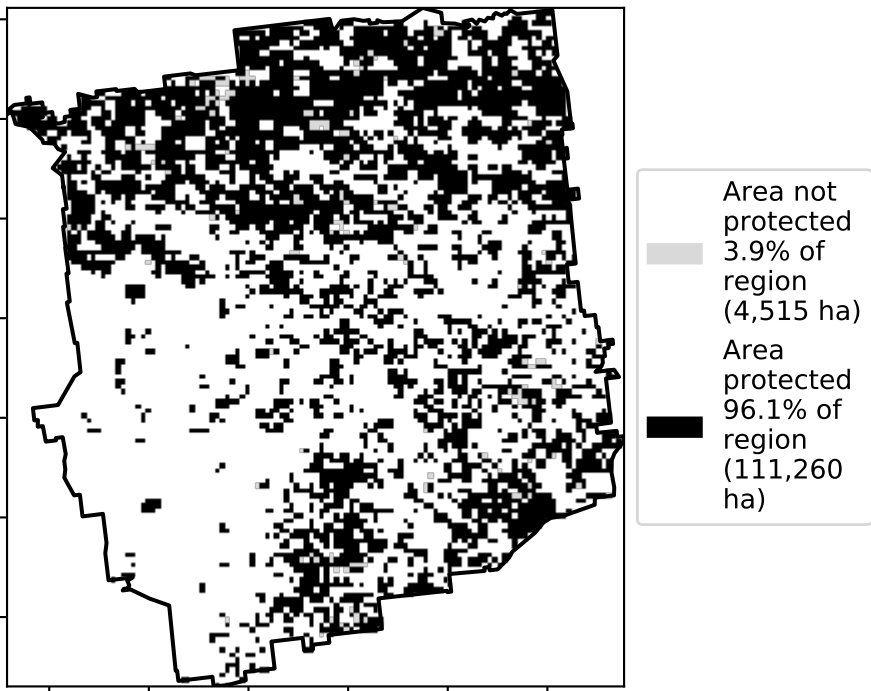 Area not
protected
3.9% of
region
(4,515 ha)
Area
protected
96.1% of
region
(111,260
ha)